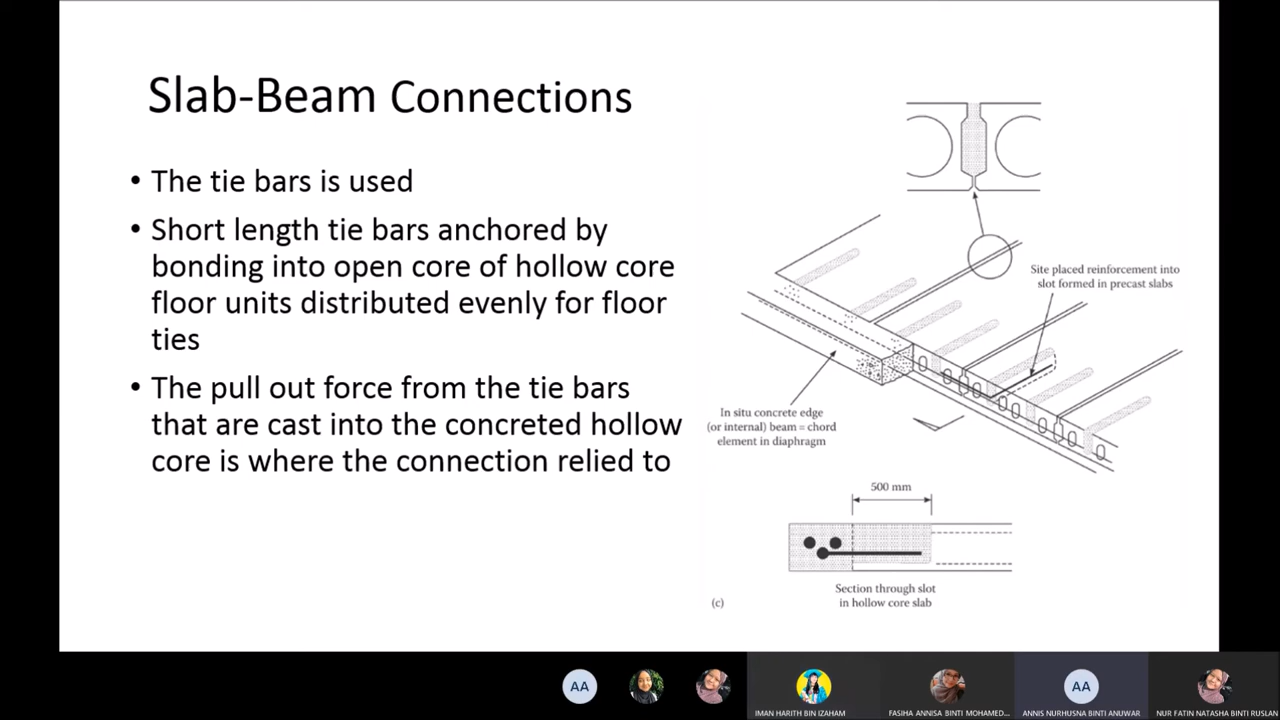 Slab-Beam Connections
• The tie bars is used
• Short length tie bars anchored by
bonding into open core of hollow core
floor units distributed evenly for floor
ties
• The pull out force from the tie bars
that are cast into the concreted hollow
core is where the connection relied to
Site placed reinforcement into
slot formed in precast slabs
In situ concrete edge
(or internal) beam = chord
element in diaphragm
500 mm
Section through slot
in hollow core slab
(c)
AA
AA
IMAN HARITH BIN IZAHAM
FASIHA ANNISA BINTI MOHAMED...
ANNIS NURHUSNA BINTI ANUWAR
NUR FATIN NATASHA BINTI RUSLAN